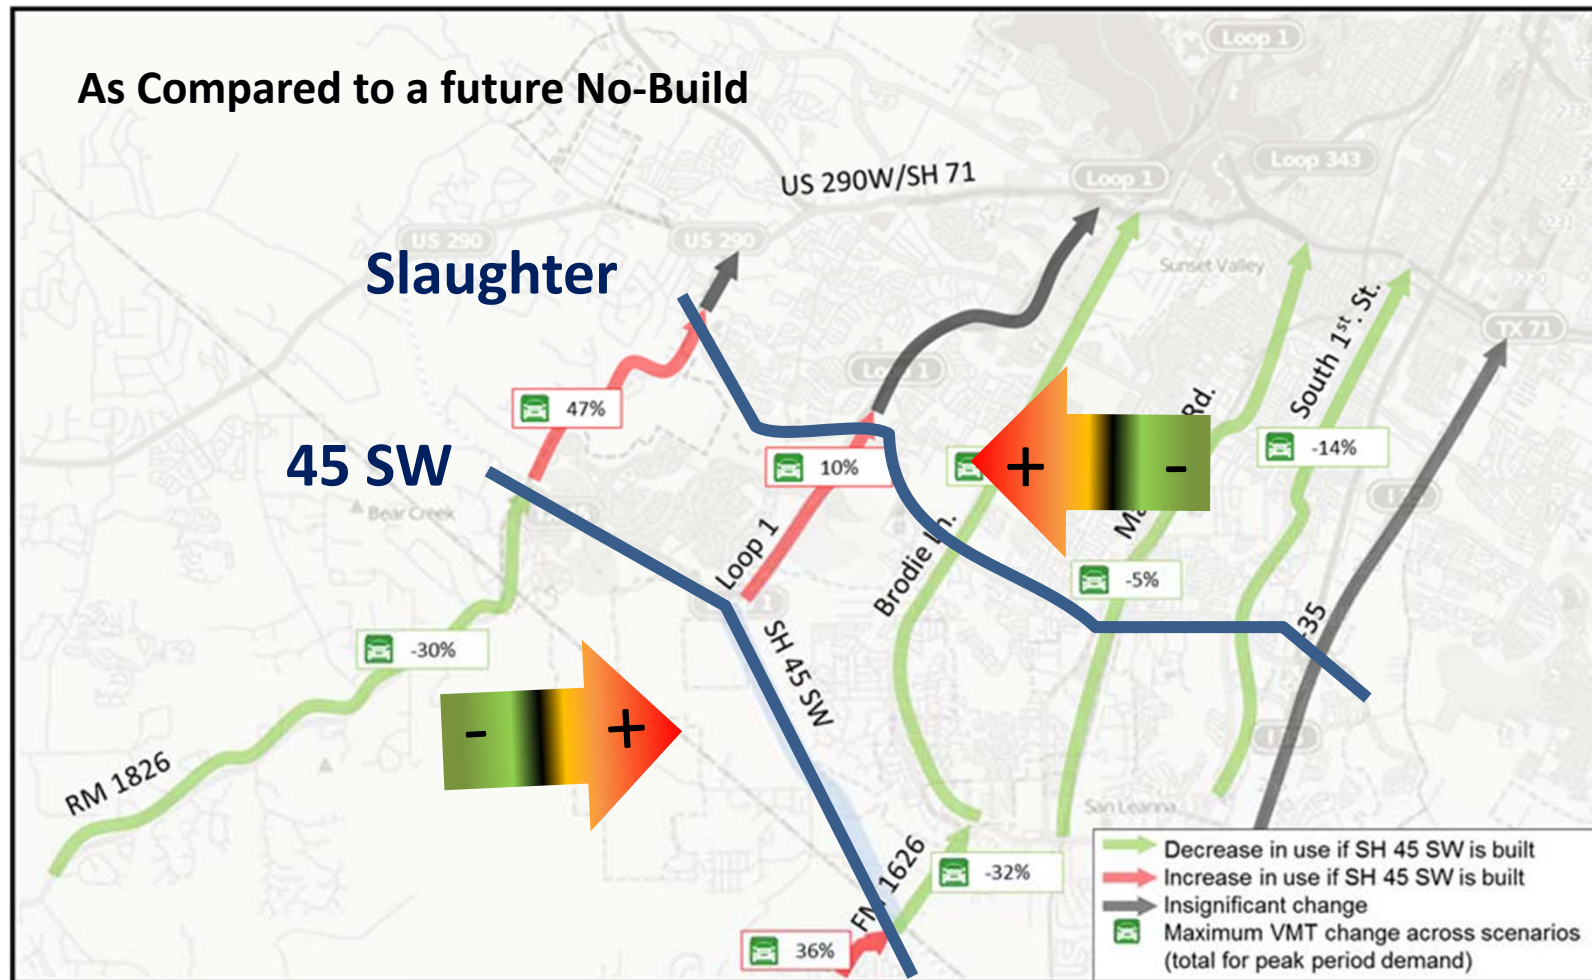 As Compared to a future No-Build
Loop 1
Loop 343
US 290W/SH 71
Loop 1
US 290
US 290
Slaughter
Sunset Valley
TX 71
South 1st. St.
Loop 1
Rd.
47%
-14%
45 SW
10%
+
-
Bear Creek
Loop 1
Brodie Ln.
-5%
-30%
SH 45 SW
35
-
+
RM 1826
San Leanna
FM 1626
-32%
36%
Decrease in use if SH 45 SW is built
Increase in use if SH 45 SW is built
Insignificant change
Maximum VMT change across scenarios
(total for peak period demand)